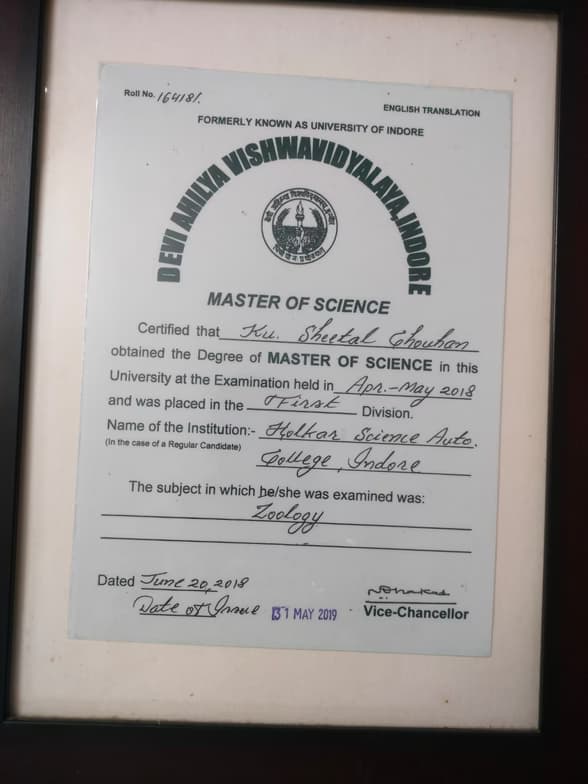 Roll No. 164181.
ENGLISH TRANSLATION
FORMERLY KNOWN AS UNIVERSITY OF INDORE
DEVI AHILYA VISHWAVIDYALAYA, INDORE
MASTER OF SCIENCE
Certified that Ku. Sheetal Chouhan
obtained the Degree of MASTER OF SCIENCE in this
University at the Examination held in Apr.-May 2018
and was placed in the First Division.
Name of the Institution:- Holkar Science Auto.
(In the case of a Regular Candidate)
College, Indore
The subject in which he/she was examined was:
Zoology
Dated June 20, 2018
Date of Issue 31 MAY 2019
Vice-Chancellor